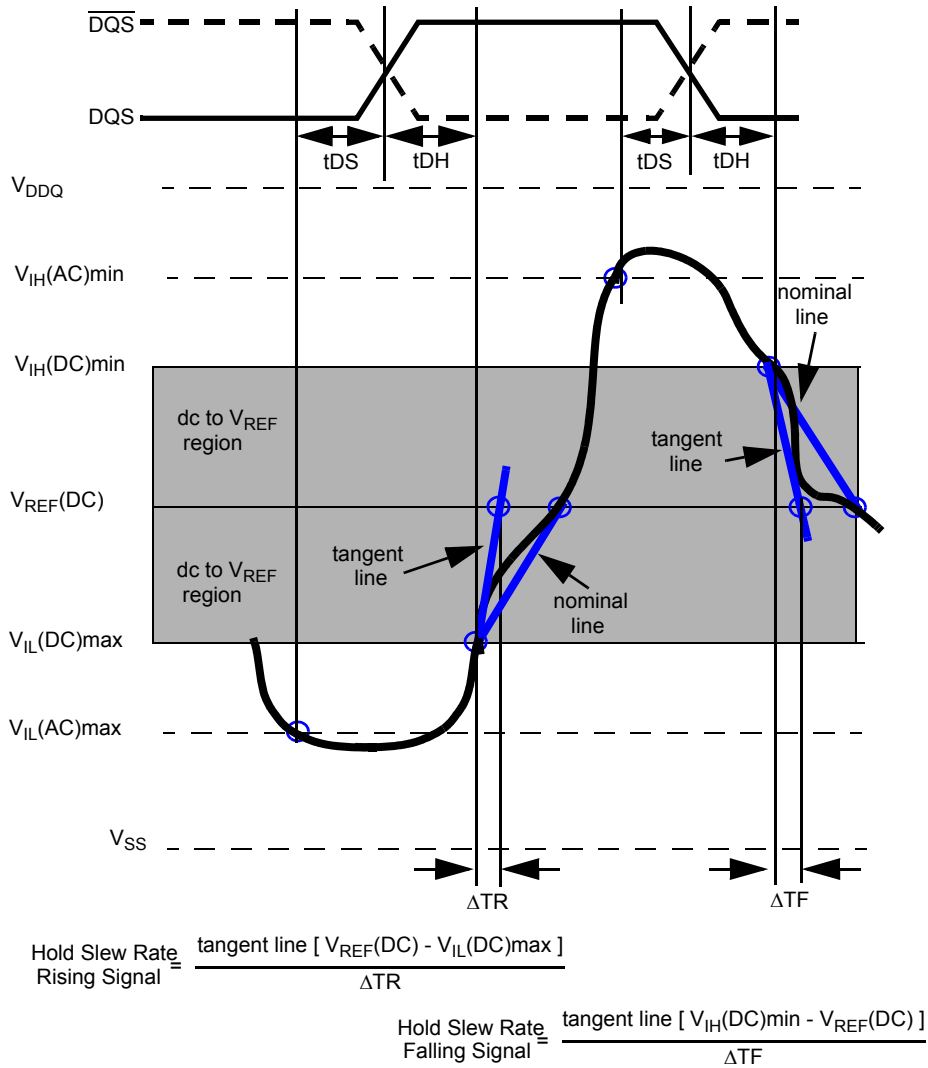 DQS
DQS
tDS
tDH
tDS
tDH
VDDQ
VIH(AC)min
nominal
line
VIH(DC)min
dc to VREF
region
tangent
line
VREF(DC)
tangent
line
dc to VREF
region
nominal
line
VIL(DC)max
VIL(AC)max
VSS
ΔTR
ΔTF
Hold Slew Rate
Rising Signal
=
tangent line [ VREF(DC) - VIL(DC)max ]
ΔTR
Hold Slew Rate
Falling Signal
=
tangent line [ VIH(DC)min - VREF(DC) ]
ΔTF